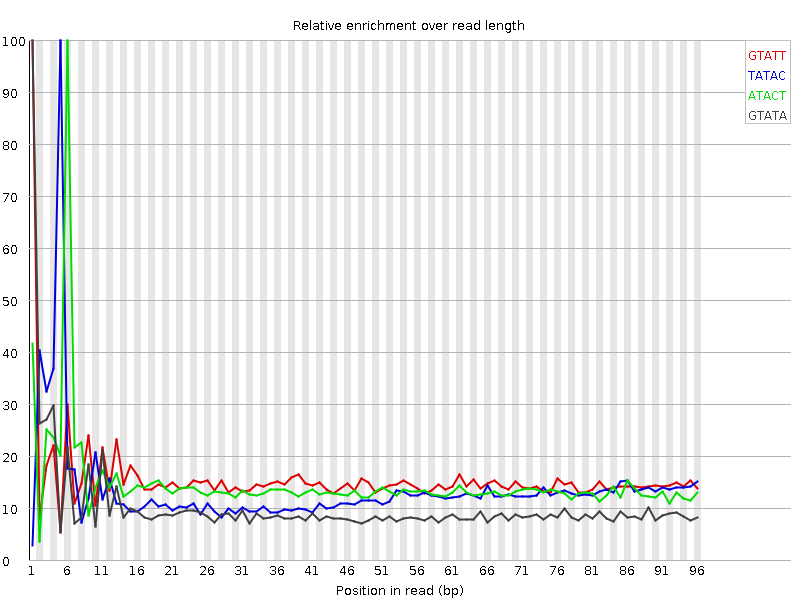 Relative enrichment over read length
100
90
80
70
60
50
40
30
20
10
0
GTATT
TATAC
ATACT
GTATA
1 6 11 16 21 26 31 36 41 46 51 56 61 66 71 76 81 86 91 96
Position in read (bp)